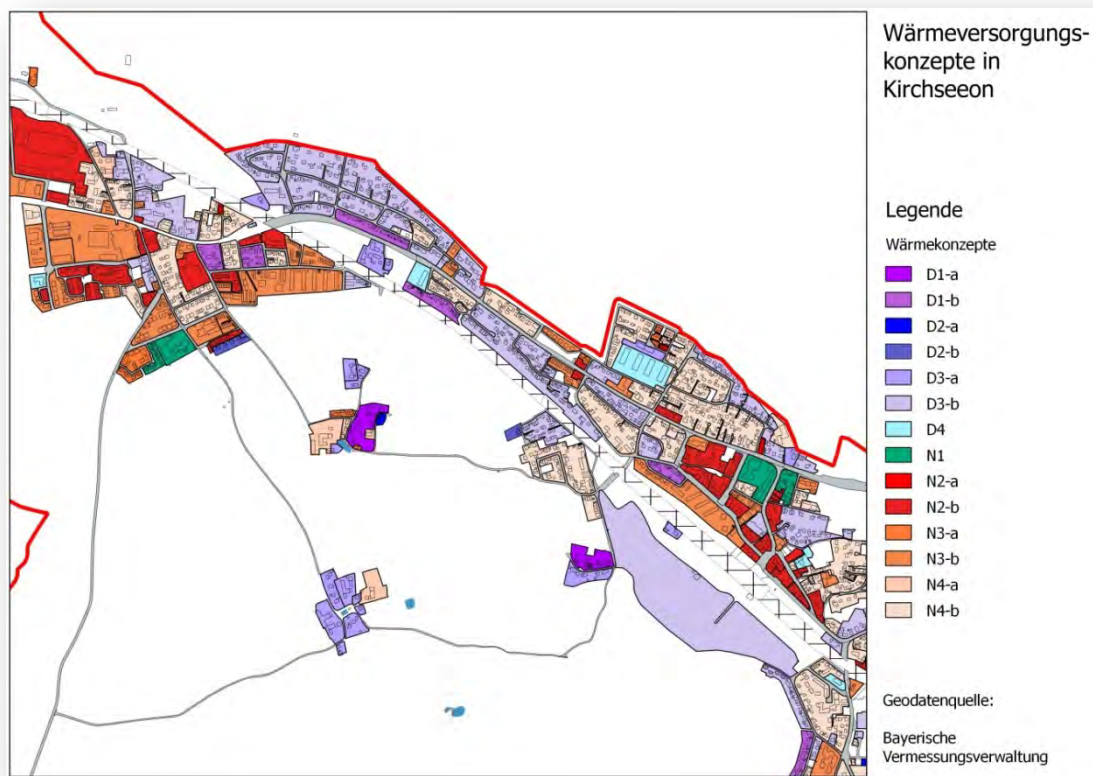 Wärmeversorgungs-
konzepte in
Kirchseeon
Legende
Wärmekonzepte
D1-a
D1-b
D2-a
D2-b
D3-a
D3-b
D4
N1
N2-a
N2-b
N3-a
N3-b
N4-a
N4-b
Geodatenquelle:
Bayerische
Vermessungsverwaltung